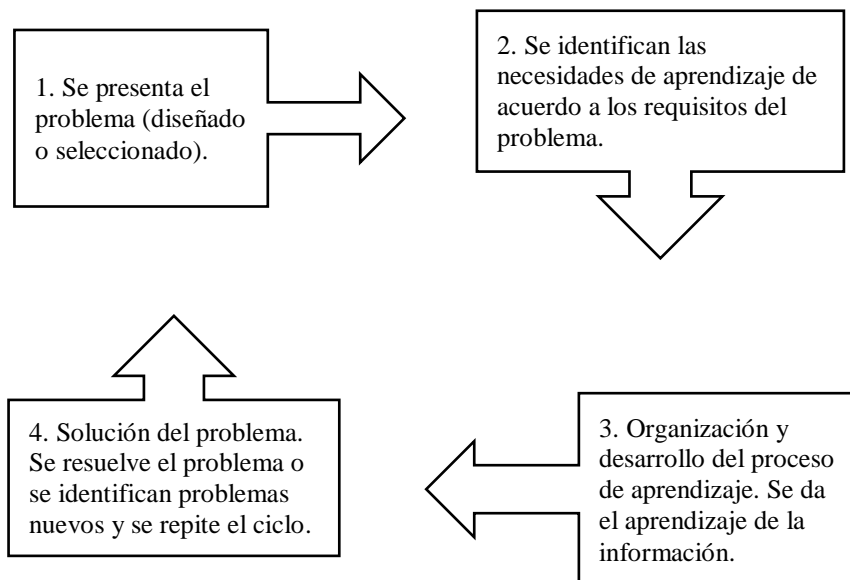 1. Se presenta el
problema (diseñado
o seleccionado).
2. Se identifican las
necesidades de aprendizaje de
acuerdo a los requisitos del
problema.
3. Organización y
desarrollo del proceso
de aprendizaje. Se da
el aprendizaje de la
información.
4. Solución del problema.
Se resuelve el problema o
se identifican problemas
nuevos y se repite el ciclo.